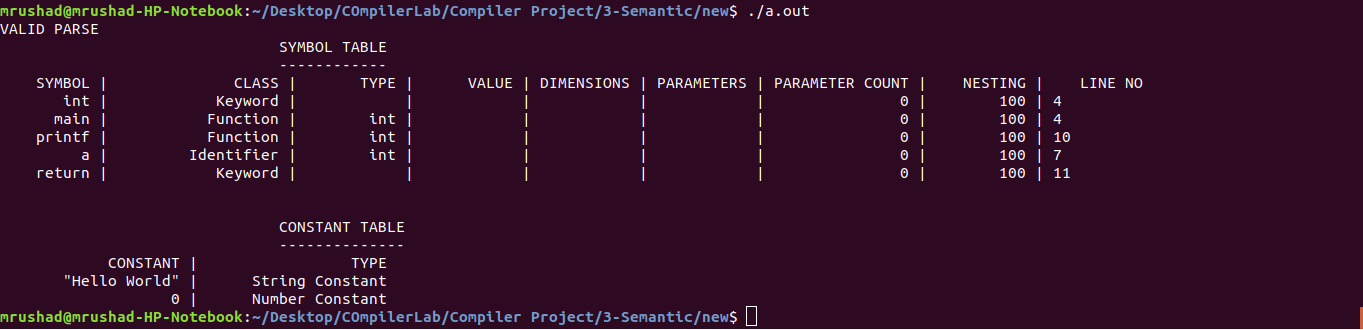 mrushad@mrushad-HP-Notebook:~/Desktop/COmpilerLab/Compiler Project/3-Semantic/new$ ./a.out
VALID PARSE
SYMBOL TABLE
------------
SYMBOL | CLASS | TYPE | VALUE | DIMENSIONS | PARAMETERS | PARAMETER COUNT | NESTING | LINE NO
int | Keyword | | | | | 0 | 100 | 4
main | Function | int | | | | 0 | 100 | 4
printf | Function | int | | | | 0 | 100 | 10
a | Identifier | int | | | | 0 | 100 | 7
return | Keyword | | | | | 0 | 100 | 11
CONSTANT TABLE
--------------
CONSTANT | TYPE
"Hello World" | String Constant
0 | Number Constant
mrushad@mrushad-HP-Notebook:~/Desktop/COmpilerLab/Compiler Project/3-Semantic/new$